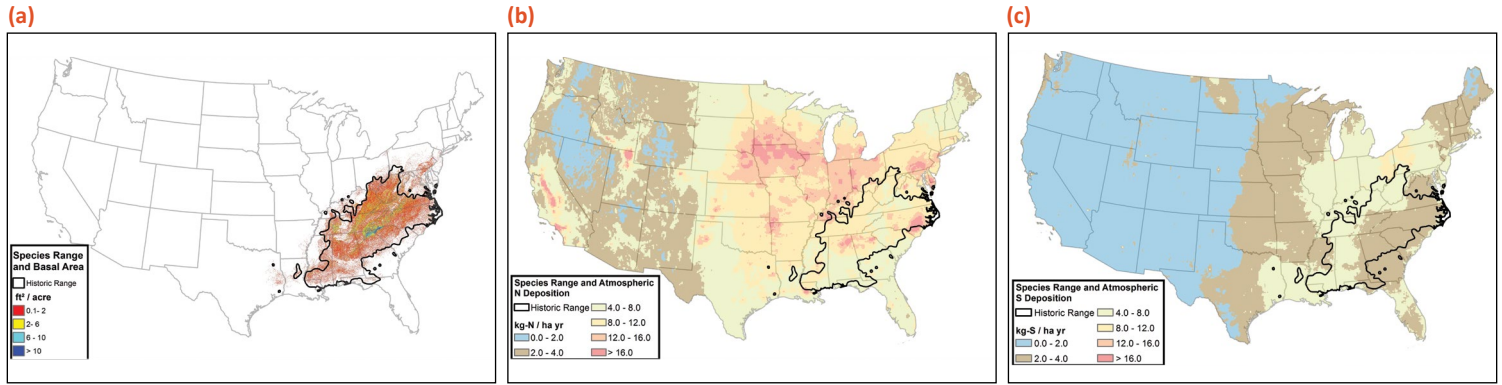 (a)
(b)
(c)
Species Range
and Basal Area
Historic Range
ft² / acre
0.1- 2
2- 6
6 - 10
> 10
Species Range and Atmospheric
N Deposition
Historic Range
kg-N / ha yr
0.0 - 2.0
2.0 - 4.0
4.0 - 8.0
8.0 - 12.0
12.0 - 16.0
> 16.0
Species Range and Atmospheric
S Deposition
Historic Range
kg-S / ha yr
0.0 - 2.0
2.0 - 4.0
4.0 - 8.0
8.0 - 12.0
12.0 - 16.0
> 16.0